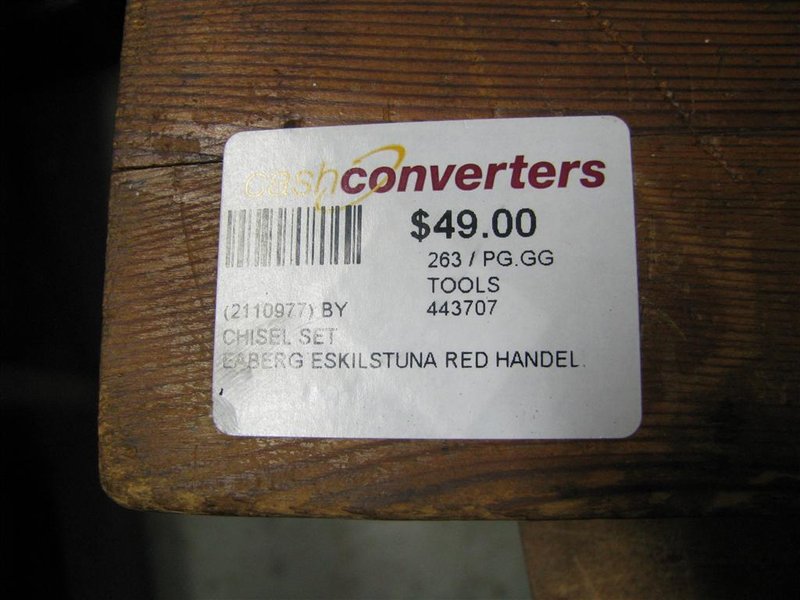 cashconverters
$49.00
263 / PG.GG
TOOLS
(2110977) BY 443707
CHISEL SET
EABERG ESKILSTUNA RED HANDEL